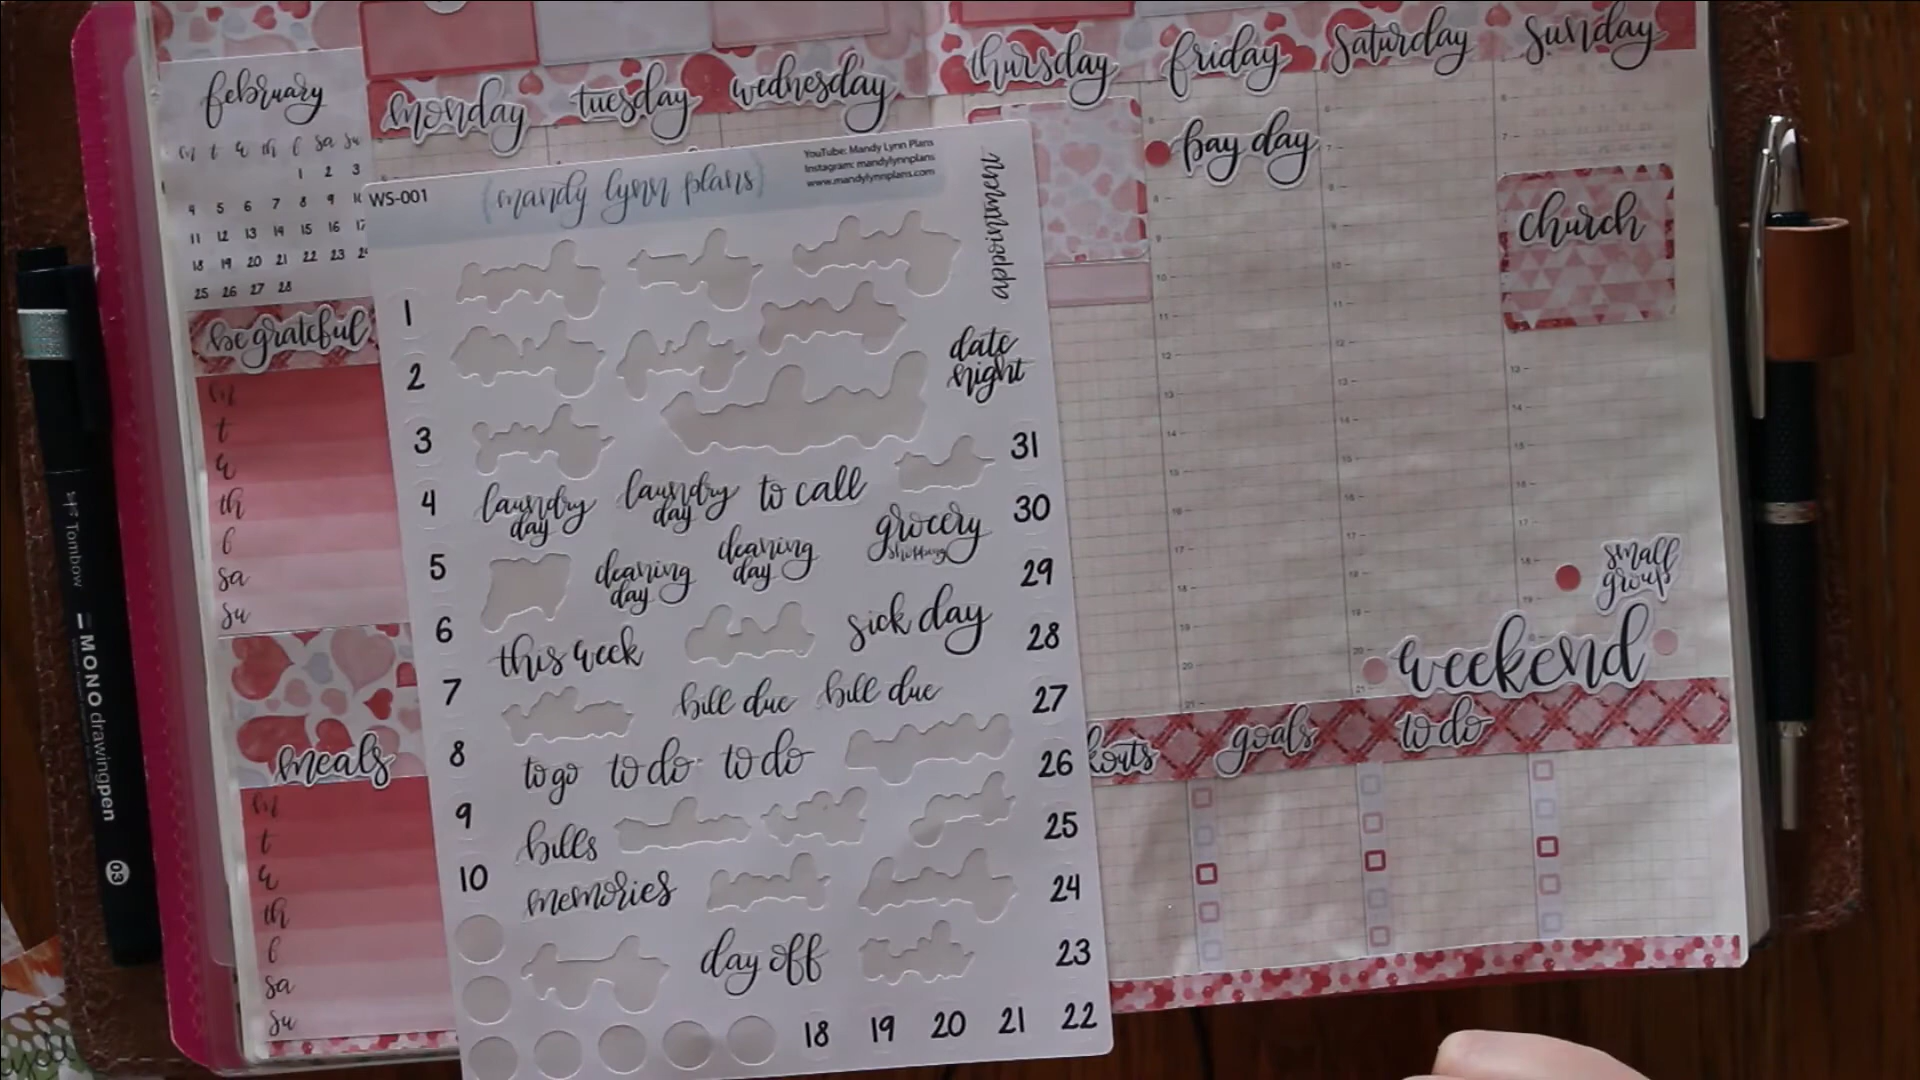 february
m t w th f sa su
1 2 3
4 5 6 7 8 9
11 12 13 14 15 16
18 19 20 21 22 23
25 26 27 28
be grateful
m
t
w
th
f
sa
su
meals
m
t
w
th
f
sa
su
monday tuesday wednesday thursday friday saturday sunday
WS-001
{mandy lynn plans}
YouTube: Mandy Lynn Plans
Instagram: mandylynnplans
www.mandylynnplans.com
appointment
date
night
1
2
3
4
5
6
7
8
9
10
laundry
day
laundry
day
to call
cleaning
day
cleaning
day
grocery
shopping
this week
sick day
bill due bill due
to go to do to do
bills
memories
day off
31
30
29
28
27
26
25
24
23
18 19 20 21 22
pay day
church
small
group
weekend
kouts goals to do
Tombow
MONO drawingpen
03